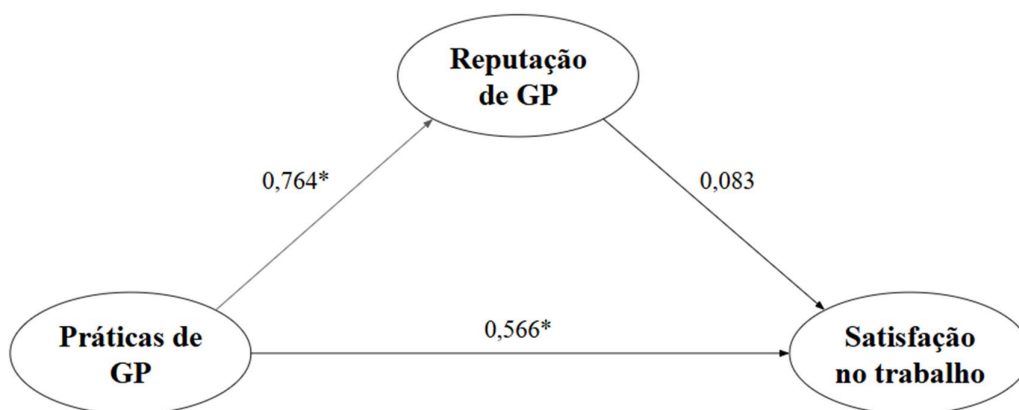 Reputação
de GP
0,764*
0,083
Práticas de
GP
0,566*
Satisfação
no trabalho